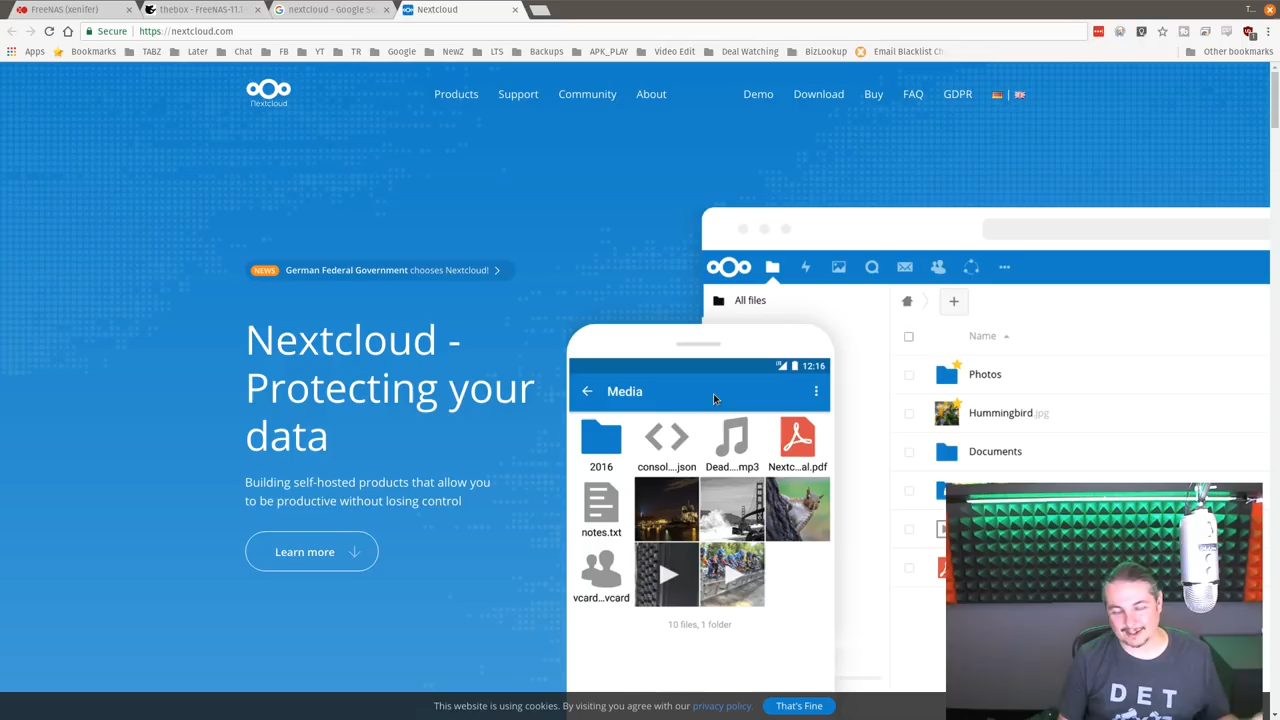 FreeNAS (xenifer)
thebox - FreeNAS-11.1
nextcloud - Google Se
Nextcloud
Secure
https://nextcloud.com
Apps
Bookmarks
TABZ
Later
Chat
FB
YT
TR
Google
NewZ
LTS
Backups
APK_PLAY
Video Edit
Deal Watching
BizLookup
Email Blacklist Ch
Other bookmarks
Nextcloud
Products
Support
Community
About
Demo
Download
Buy
FAQ
GDPR
NEWS German Federal Government chooses Nextcloud!
Nextcloud -
Protecting your
data
Building self-hosted products that allow you
to be productive without losing control
Learn more
All files
Name
Photos
Hummingbird.jpg
Documents
12:16
Media
2016
consol....json
Dead....mp3
Nextc...al.pdf
notes.txt
vcard...vcard
10 files, 1 folder
DET
This website is using cookies. By visiting you agree with our privacy policy.
That's Fine